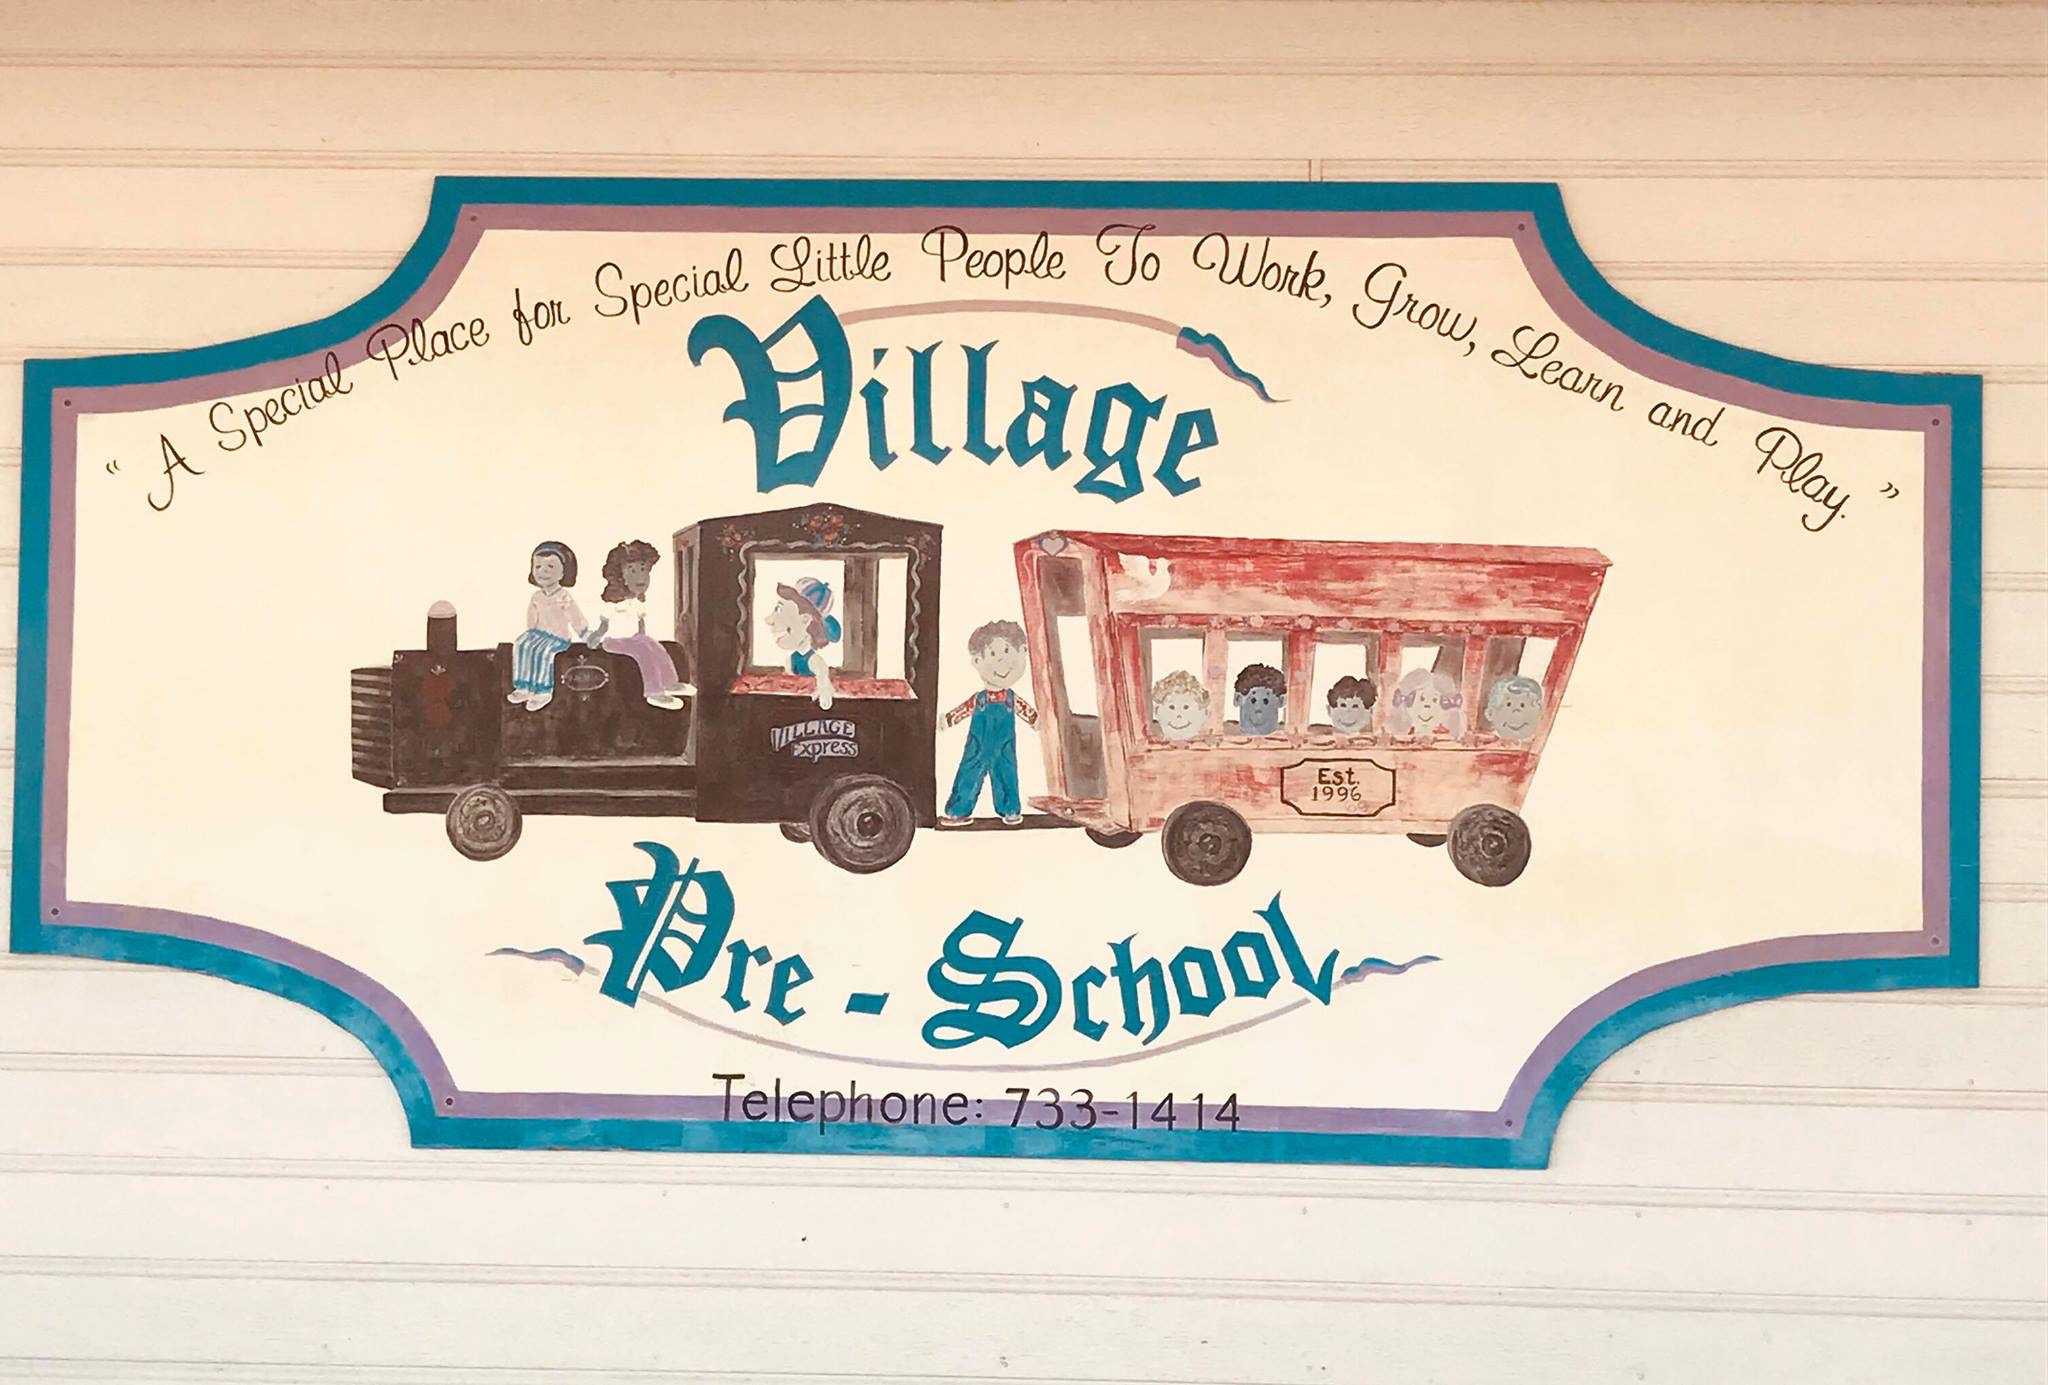 “ A Special Place for Special Little People To Work, Grow, Learn and Play. ”
Village
VILLAGE
Express
Est.
1996
Pre - School
Telephone: 733-1414